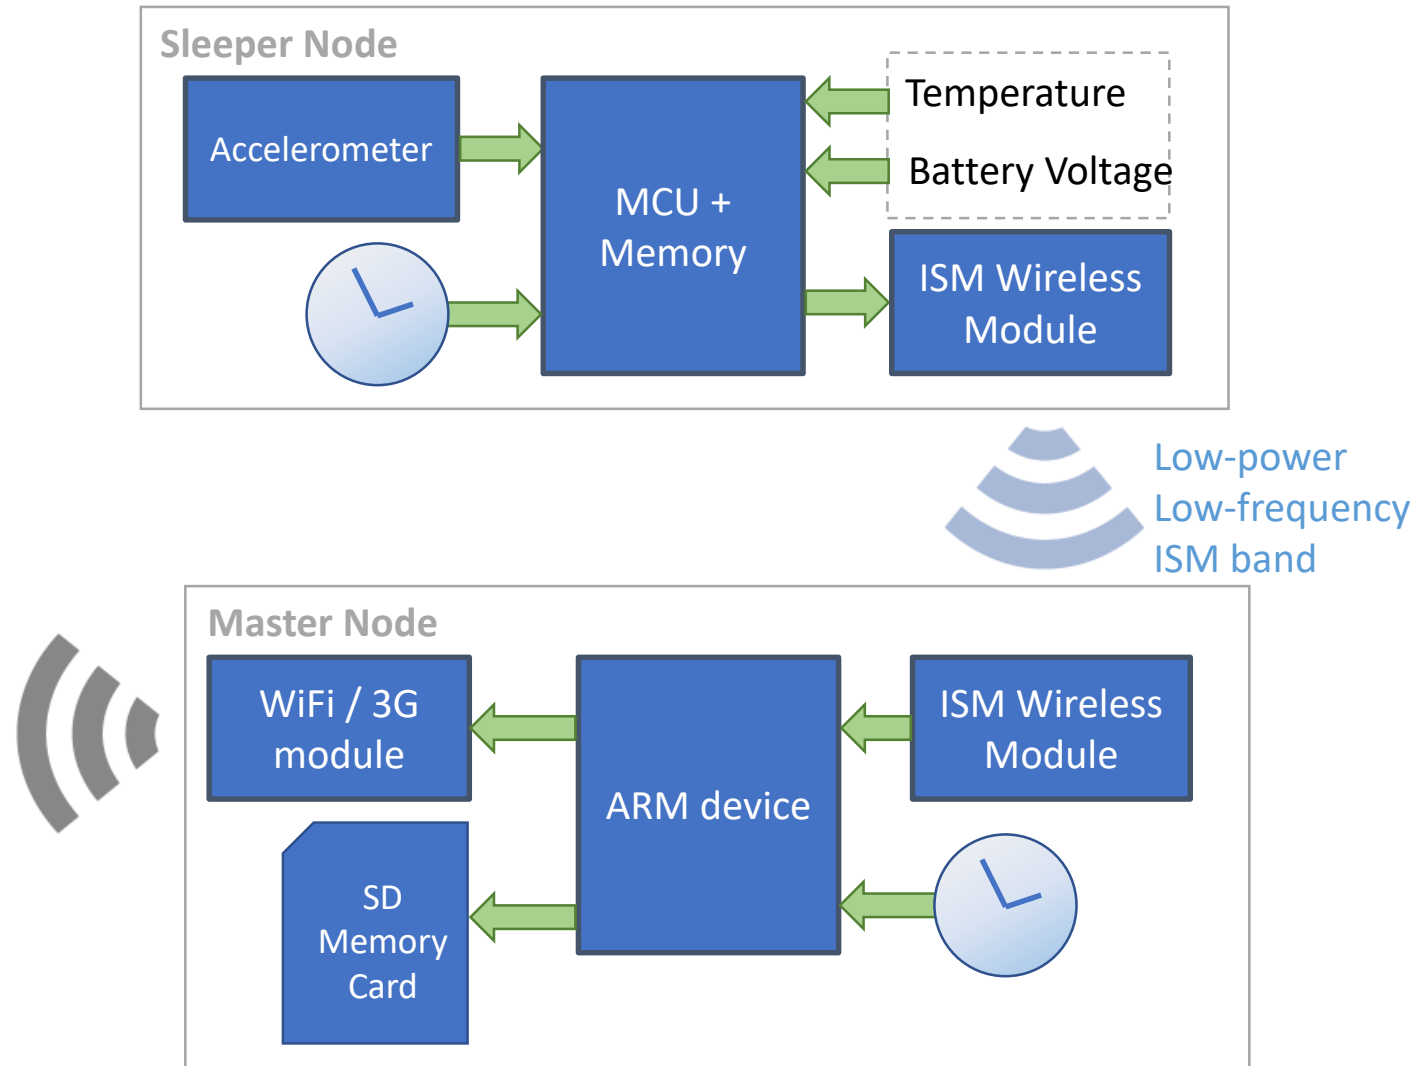 Sleeper Node
Accelerometer
MCU +
Memory
Temperature
Battery Voltage
ISM Wireless
Module
Low-power
Low-frequency
ISM band
Master Node
WiFi / 3G
module
ARM device
ISM Wireless
Module
SD
Memory
Card